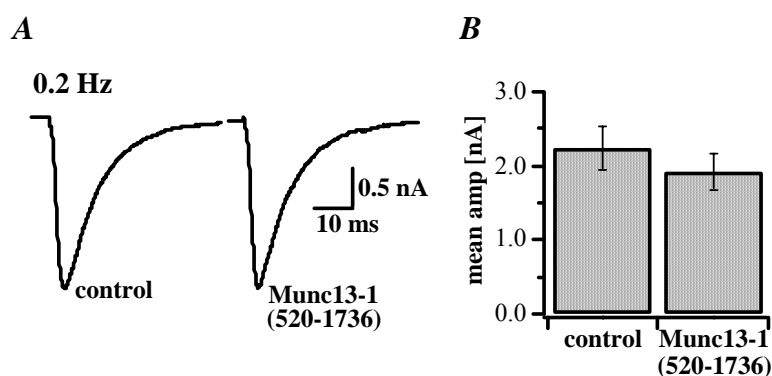 A
0.2 Hz
0.5 nA
10 ms
control
Munc13-1
(520-1736)
B
mean amp [nA]
3.0
2.0
1.0
0.0
control
Munc13-1
(520-1736)